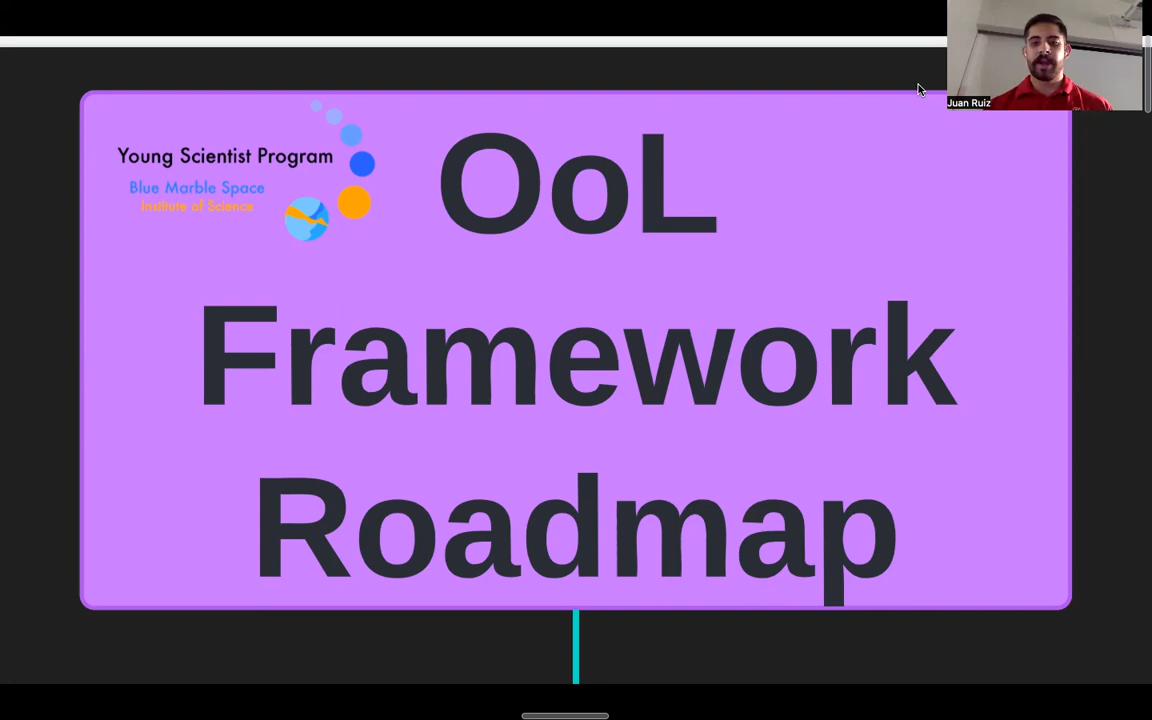 Young Scientist Program
Blue Marble Space
Institute of Science
OoL
Framework
Roadmap
Juan Ruiz